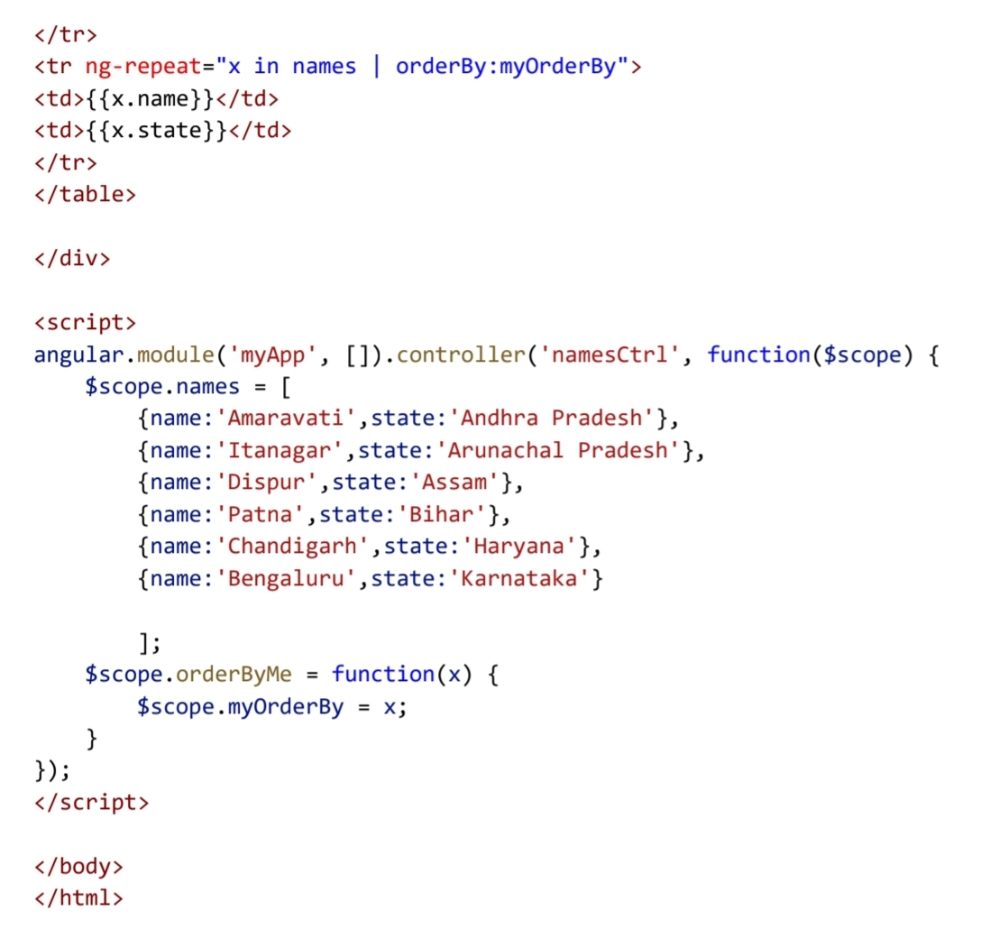 </tr>
<tr ng-repeat="x in names | orderBy:myOrderBy">
<td>{{x.name}}</td>
<td>{{x.state}}</td>
</tr>
</table>
</div>
<script>
angular.module('myApp', []).controller('namesCtrl', function($scope) {
$scope.names = [
{name:'Amaravati',state:'Andhra Pradesh'},
{name:'Itanagar',state:'Arunachal Pradesh'},
{name:'Dispur',state:'Assam'},
{name:'Patna',state:'Bihar'},
{name:'Chandigarh',state:'Haryana'},
{name:'Bengaluru',state:'Karnataka'}
];
$scope.orderByMe = function(x) {
$scope.myOrderBy = x;
}
});
</script>
</body>
</html>